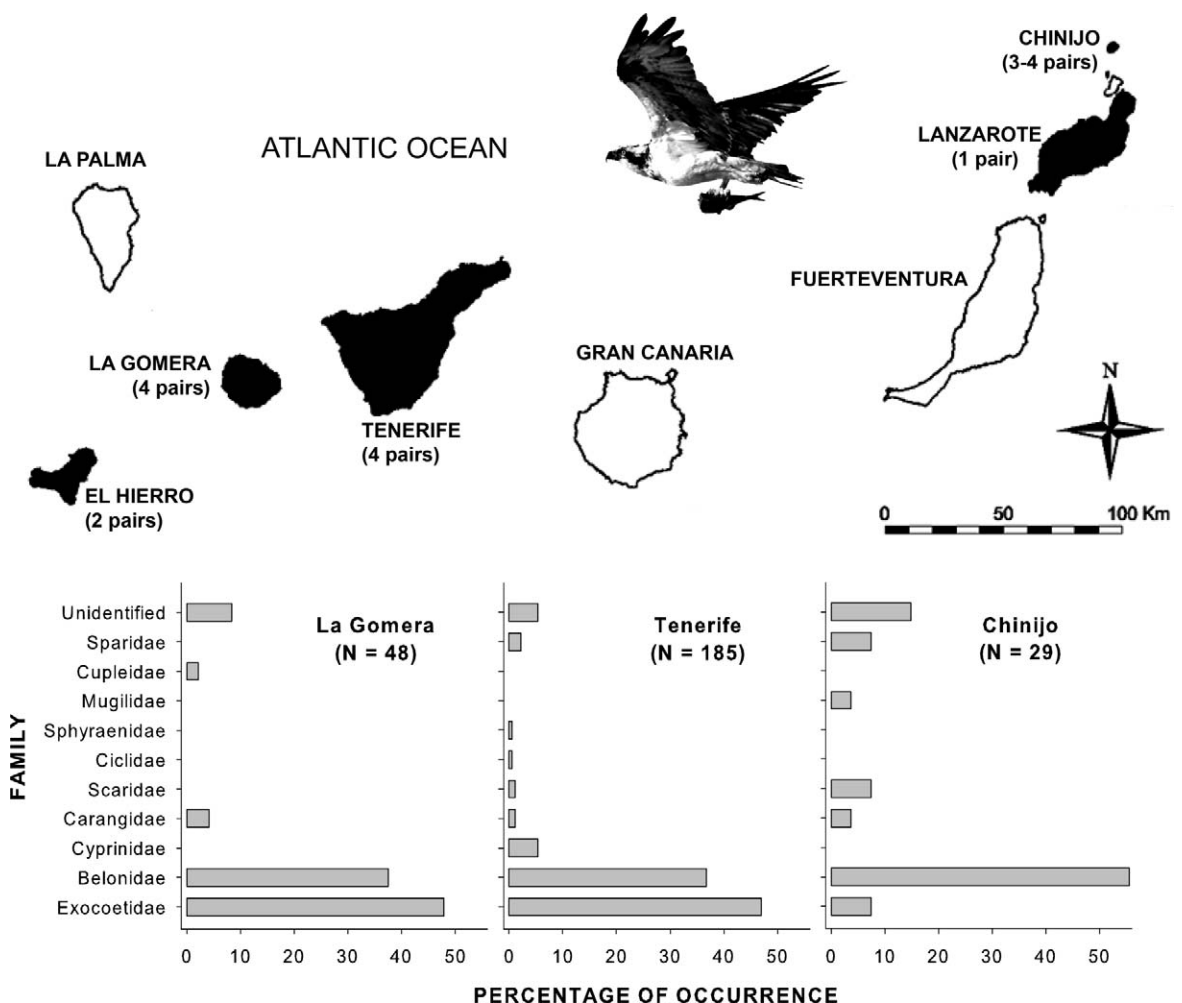 CHINIJO
(3-4 pairs)
LANZAROTE
(1 pair)
ATLANTIC OCEAN
LA PALMA
FUERTEVENTURA
GRAN CANARIA
LA GOMERA
(4 pairs)
TENERIFE
(4 pairs)
EL HIERRO
(2 pairs)
N
0 50 100 Km
FAMILY
Unidentified
Sparidae
Cupleidae
Mugilidae
Sphyraenidae
Ciclidae
Scaridae
Carangidae
Cyprinidae
Belonidae
Exocoetidae
La Gomera
(N = 48)
Tenerife
(N = 185)
Chinijo
(N = 29)
0 10 20 30 40 50
0 10 20 30 40 50
0 10 20 30 40 50
PERCENTAGE OF OCCURRENCE